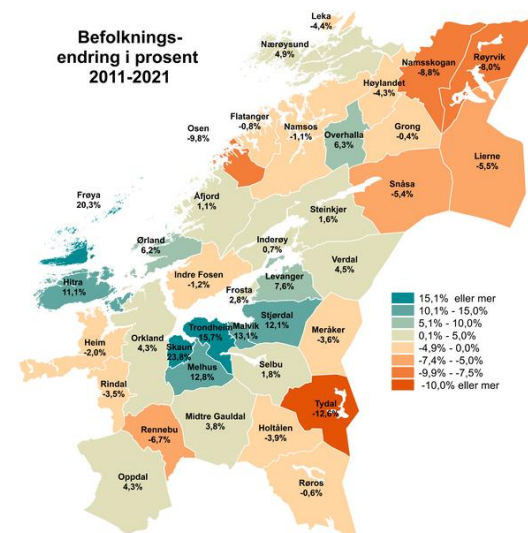 Befolknings-
endring i prosent
2011-2021
Leka
-4,4%
Nærøysund
4,9%
Namsskogan
-8,8%
Røyrvik
-8,0%
Høylandet
-4,3%
Flatanger
-0,8%
Namsos
-1,1%
Osen
-9,8%
Overhalla
6,3%
Grong
-0,4%
Lierne
-5,5%
Snåsa
-5,4%
Frøya
20,3%
Åfjord
1,1%
Steinkjer
1,6%
Ørland
6,2%
Inderøy
0,7%
Verdal
4,5%
Hitra
11,1%
Indre Fosen
-1,2%
Levanger
7,6%
Frosta
2,8%
Stjørdal
12,1%
Trondheim
15,7%
Malvik
13,1%
Meråker
-3,6%
Heim
-2,0%
Orkland
4,3%
Skaun
23,8%
Melhus
12,8%
Selbu
1,8%
Rindal
-3,5%
Tydal
-12,6%
Midtre Gauldal
3,8%
Rennebu
-6,7%
Holtålen
-3,9%
Oppdal
4,3%
Røros
-0,6%
15,1% eller mer
10,1% - 15,0%
5,1% - 10,0%
0,1% - 5,0%
-4,9% - 0,0%
-7,4% - -5,0%
-9,9% - -7,5%
-10,0% eller mer